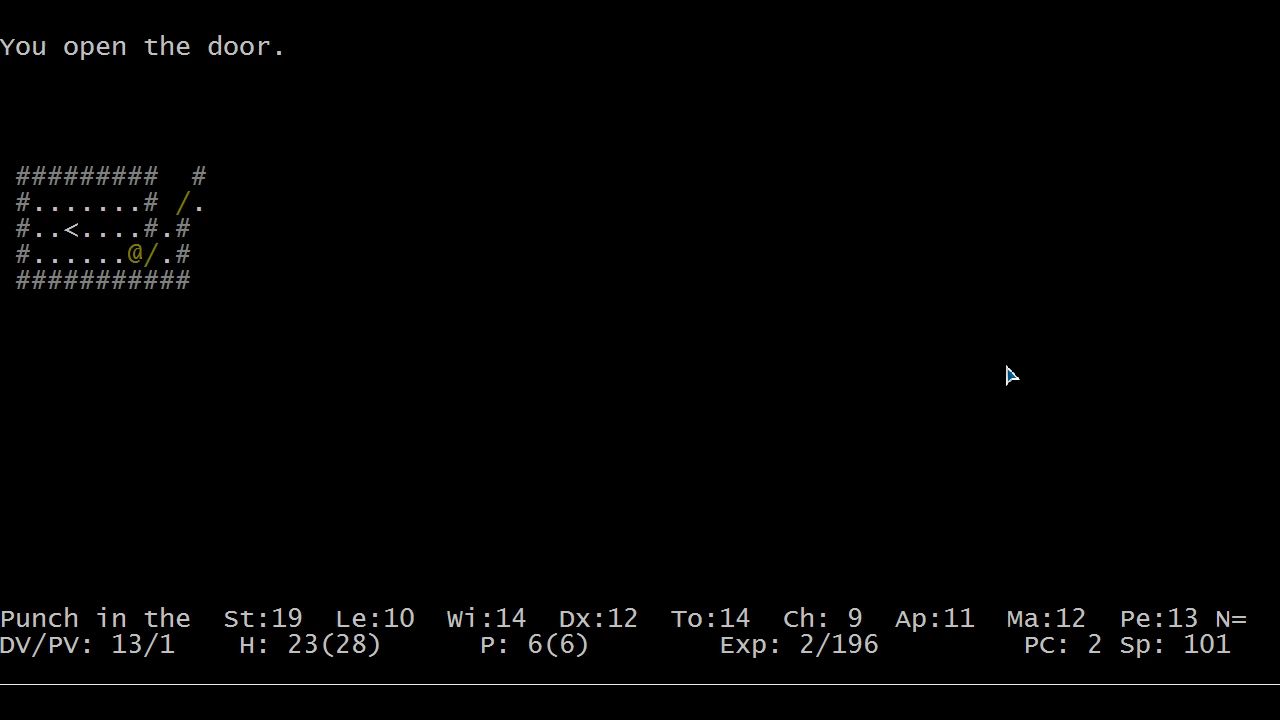 You open the door.
#########  #
#.......# /.
#..<....#.#
#......@/.#
###########
Punch in the  St:19  Le:10  Wi:14  Dx:12  To:14  Ch: 9  Ap:11  Ma:12  Pe:13 N=
DV/PV: 13/1    H: 23(28)      P: 6(6)         Exp: 2/196         PC: 2 Sp: 101